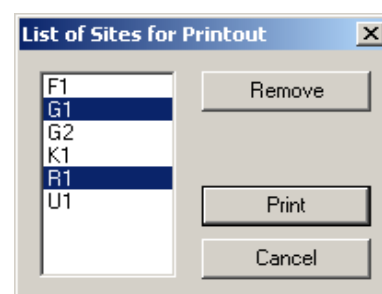 List of Sites for Printout
F1
G1
G2
K1
R1
U1
Remove
Print
Cancel